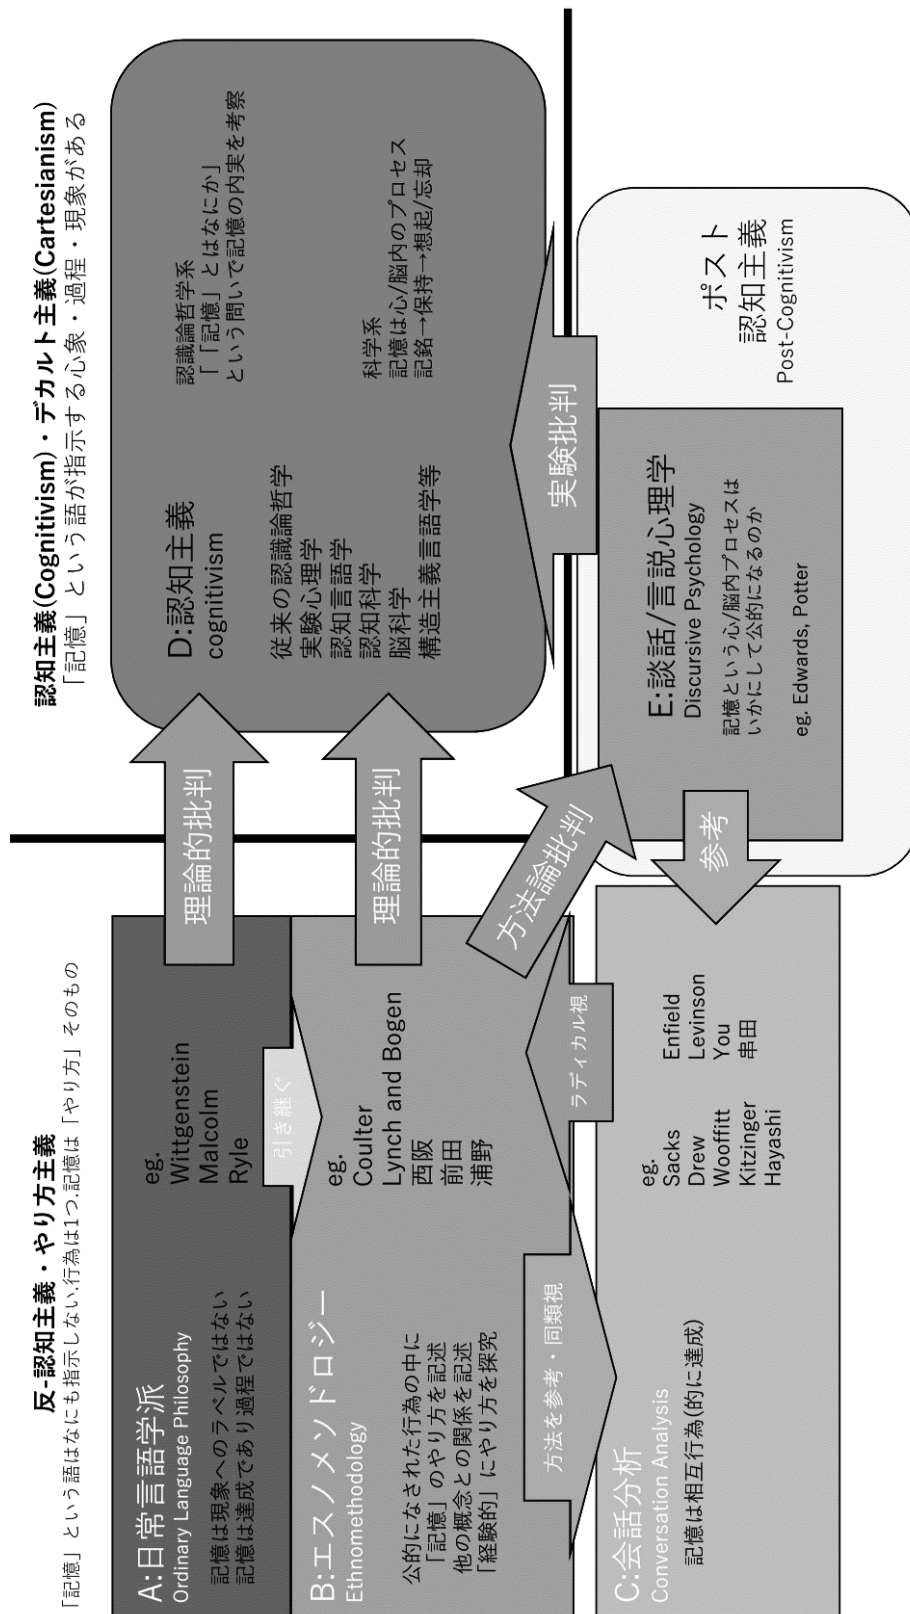 反-認知主義・やり方主義
「記憶」という語はなにも指示しない.行為は1つ.記憶は「やり方」そのもの
認知主義(Cognitivism)・デカルト主義(Cartesianism)
「記憶」という語が指示する心象・過程・現象がある
A:日常言語学派
Ordinary Language Philosophy
記憶は現象へのラベルではない
記憶は達成であり過程ではない
eg.
Wittgenstein
Malcolm
Ryle
理論的批判
引き継ぐ
B:エスノメソドロジー
Ethnomethodology
公的になされた行為の中に
「記憶」のやり方を記述
他の概念との関係を記述
「経験的」にやり方を探究
eg.
Coulter
Lynch and Bogen
西阪
前田
浦野
理論的批判
方法論批判
方法を参考・同類視
ラディカル視
C:会話分析
Conversation Analysis
記憶は相互行為(的に達成)
eg.
Sacks
Drew
Wooffitt
Kitzinger
Hayashi
Enfield
Levinson
You
串田
参考
D:認知主義
cognitivism
従来の認識論哲学
実験心理学
認知言語学
認知科学
脳科学
構造主義言語学等
認識論哲学系
「「記憶」とはなにか」
という問いで記憶の内実を考察
科学系
記憶は心/脳内のプロセス
記銘→保持→想起/忘却
実験批判
E:談話/言説心理学
Discursive Psychology
記憶という心/脳内プロセスは
いかにして公的になるのか
eg. Edwards, Potter
ポスト
認知主義
Post-Cognitivism